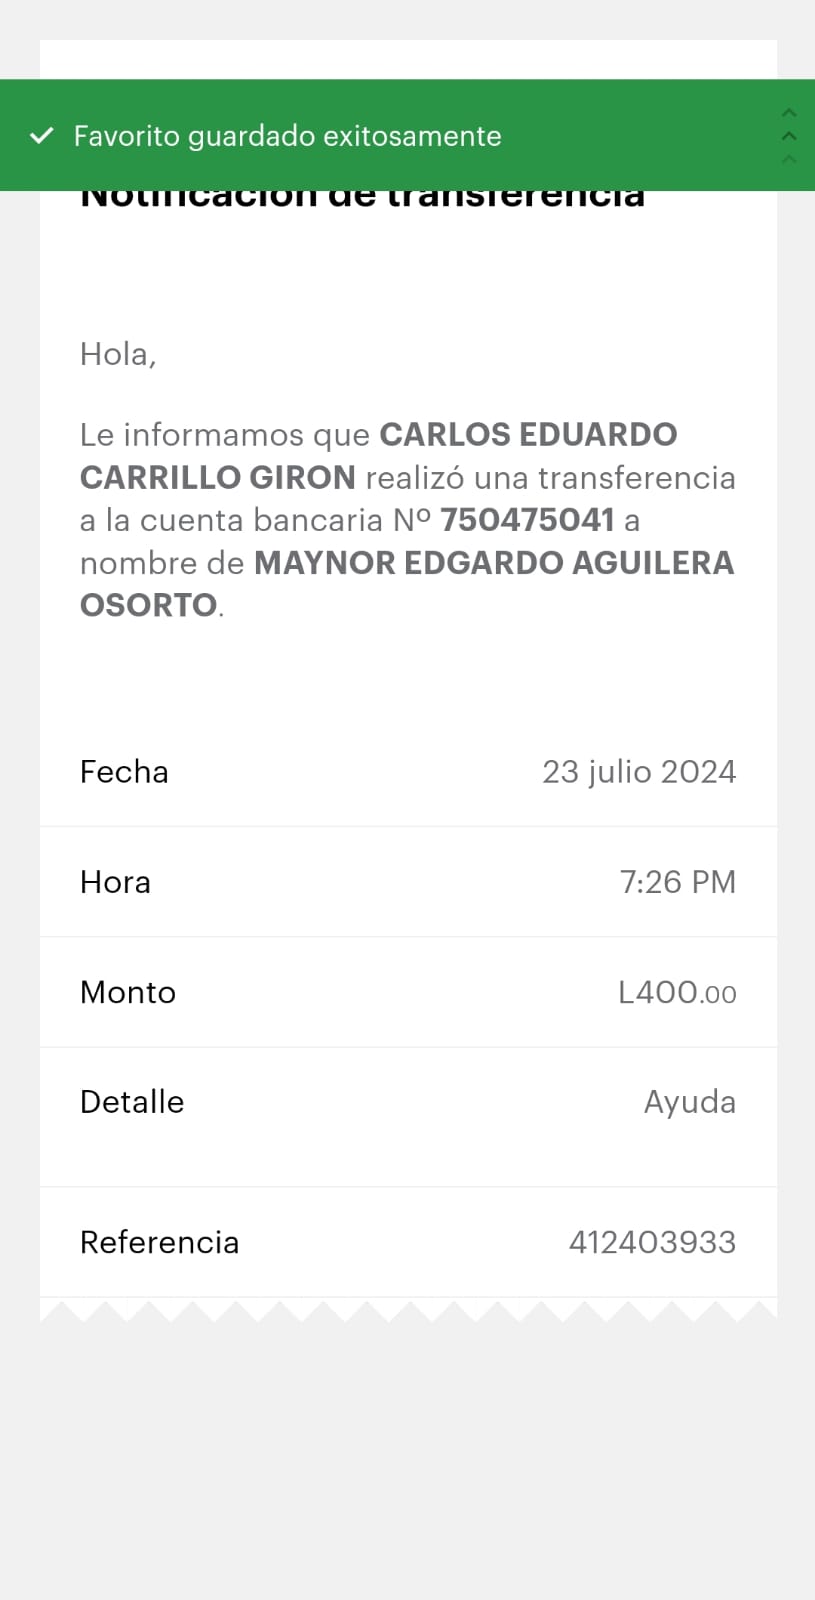 Favorito guardado exitosamente
Notificación de transferencia
Hola,
Le informamos que CARLOS EDUARDO
CARRILLO GIRON realizó una transferencia
a la cuenta bancaria Nº 750475041 a
nombre de MAYNOR EDGARDO AGUILERA
OSORTO.
Fecha 23 julio 2024
Hora 7:26 PM
Monto L400.00
Detalle Ayuda
Referencia 412403933